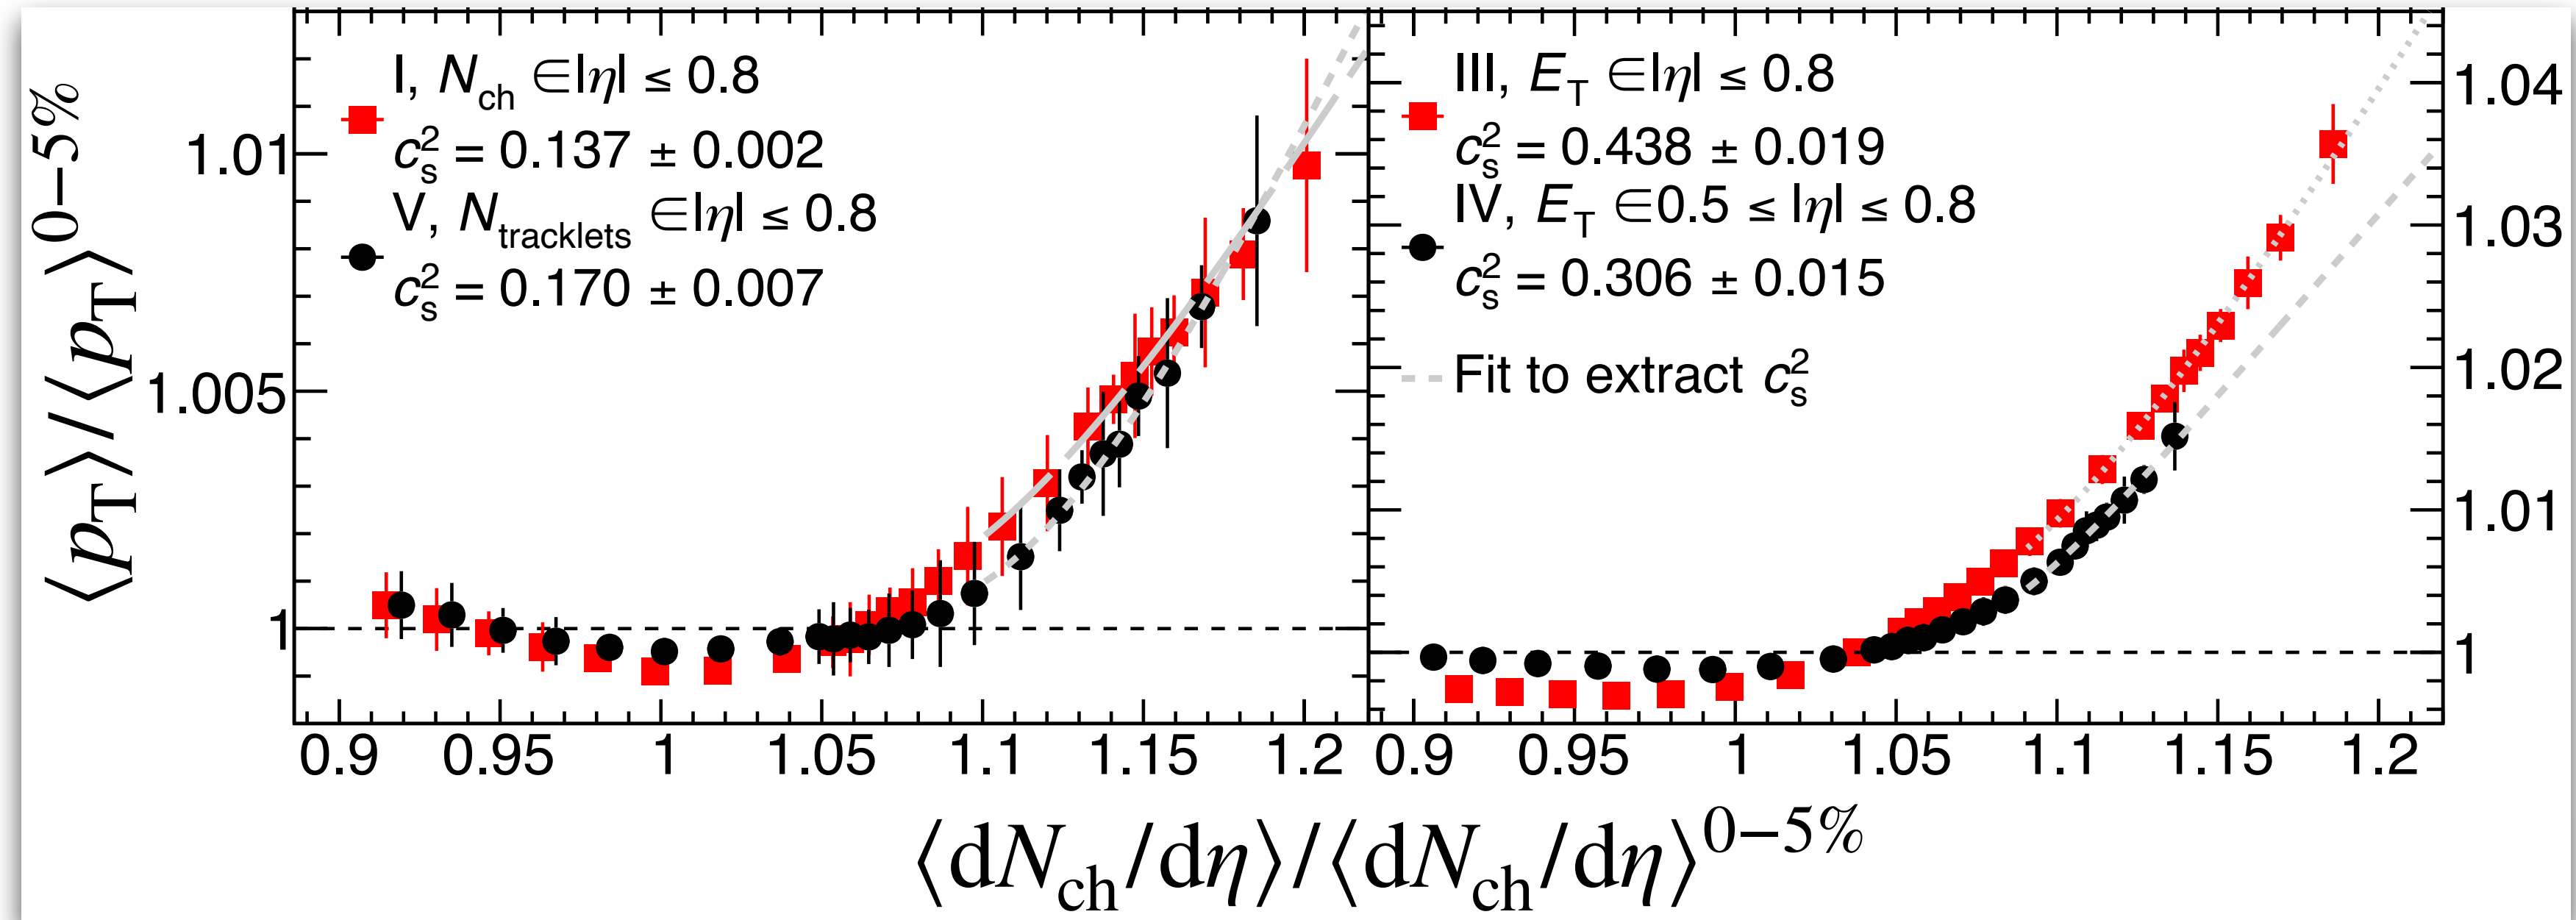 ⟨p_T⟩/⟨p_T⟩^{0−5%}
1.01
1.005
1
I, N_ch ∈|η| ≤ 0.8
c_s^2 = 0.137 ± 0.002
V, N_tracklets ∈|η| ≤ 0.8
c_s^2 = 0.170 ± 0.007
III, E_T ∈|η| ≤ 0.8
c_s^2 = 0.438 ± 0.019
IV, E_T ∈0.5 ≤ |η| ≤ 0.8
c_s^2 = 0.306 ± 0.015
Fit to extract c_s^2
1.04
1.03
1.02
1.01
1
0.9 0.95 1 1.05 1.1 1.15 1.2 0.9 0.95 1 1.05 1.1 1.15 1.2
⟨dN_ch/dη⟩/⟨dN_ch/dη⟩^{0−5%}